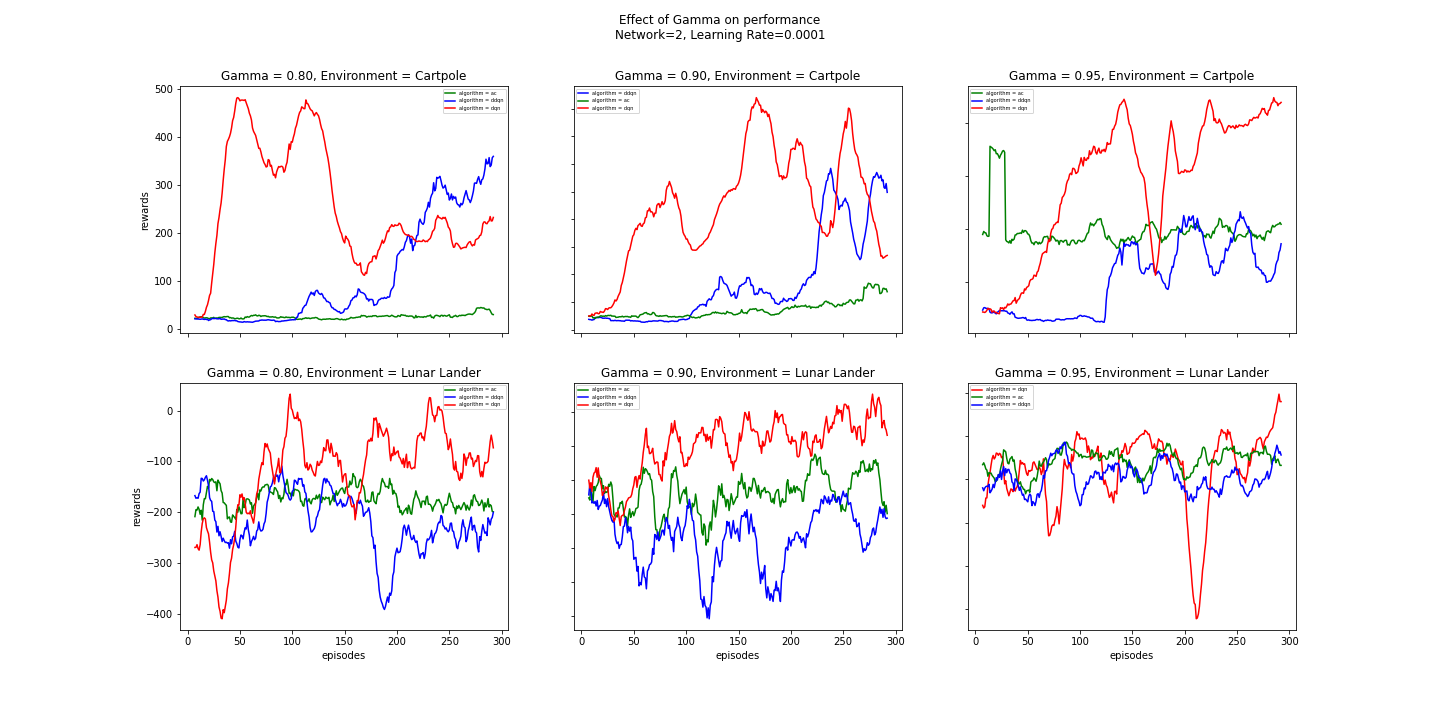 Effect of Gamma on performance
Network=2, Learning Rate=0.0001
Gamma = 0.80, Environment = Cartpole
Gamma = 0.90, Environment = Cartpole
Gamma = 0.95, Environment = Cartpole
rewards
500
400
300
200
100
0
algorithm = ac
algorithm = ddqn
algorithm = dqn
algorithm = ddqn
algorithm = ac
algorithm = dqn
algorithm = ac
algorithm = ddqn
algorithm = dqn
Gamma = 0.80, Environment = Lunar Lander
Gamma = 0.90, Environment = Lunar Lander
Gamma = 0.95, Environment = Lunar Lander
rewards
0
−100
−200
−300
−400
algorithm = ac
algorithm = ddqn
algorithm = dqn
algorithm = ac
algorithm = ddqn
algorithm = dqn
algorithm = dqn
algorithm = ac
algorithm = ddqn
0 50 100 150 200 250 300
0 50 100 150 200 250 300
0 50 100 150 200 250 300
episodes
episodes
episodes